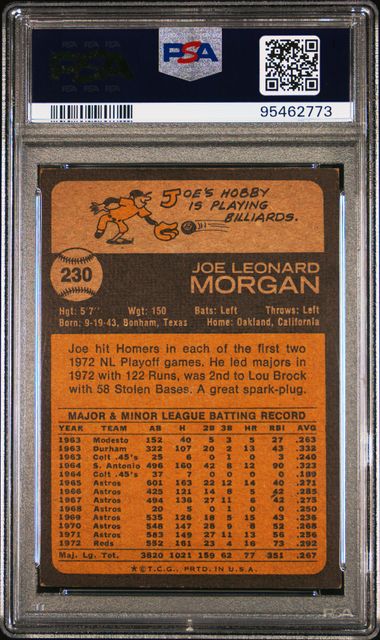 PSA
PSA
95462773
JOE'S HOBBY
IS PLAYING
BILLIARDS.
230
JOE LEONARD
MORGAN
Hgt: 5'7" Wgt: 150 Bats: Left Throws: Left
Born: 9-19-43, Bonham, Texas Home: Oakland, California
Joe hit Homers in each of the first two
1972 NL Playoff games. He led majors in
1972 with 122 Runs, was 2nd to Lou Brock
with 58 Stolen Bases. A great spark-plug.
MAJOR & MINOR LEAGUE BATTING RECORD
YEAR TEAM AB H 2B 3B HR RBI AVG
1963 Modesto 152 40 5 3 5 27 .263
1963 Durham 322 107 20 2 13 43 .332
1963 Colt .45's 25 6 0 1 0 3 .240
1964 S. Antonio 496 160 42 8 12 90 .323
1964 Colt .45's 37 7 0 0 0 0 .189
1965 Astros 601 163 22 12 14 40 .271
1966 Astros 425 121 14 8 5 42 .285
1967 Astros 494 136 27 11 6 42 .275
1968 Astros 20 5 0 1 0 0 .250
1969 Astros 535 126 18 5 15 43 .236
1970 Astros 548 147 28 9 8 52 .268
1971 Astros 583 149 27 11 13 56 .256
1972 Reds 552 161 23 4 16 73 .292
Maj. Lg. Tot. 3820 1021 159 62 77 351 .267
★©T.C.G., PRTD. IN U.S.A.
PSA